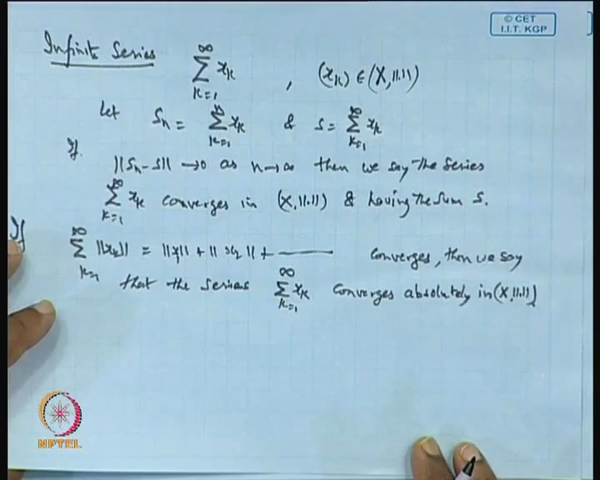 © CET
I.I.T. KGP
Infinite Series ∑_{k=1}^{∞} x_k , (x_k) ∈ (X, ||.||)
Let S_n = ∑_{k=1}^{n} x_k & s = ∑_{k=1}^{∞} x_k
If ||S_n - s|| → 0 as n → ∞ then we say the series
∑_{k=1}^{∞} x_k converges in (X, ||.||) & having the sum s.
If ∑_{k=1}^{∞} ||x_k|| = ||x_1|| + ||x_2|| + ——— converges, then we say
that the series ∑_{k=1}^{∞} x_k converges absolutely in (X, ||.||)
NPTEL